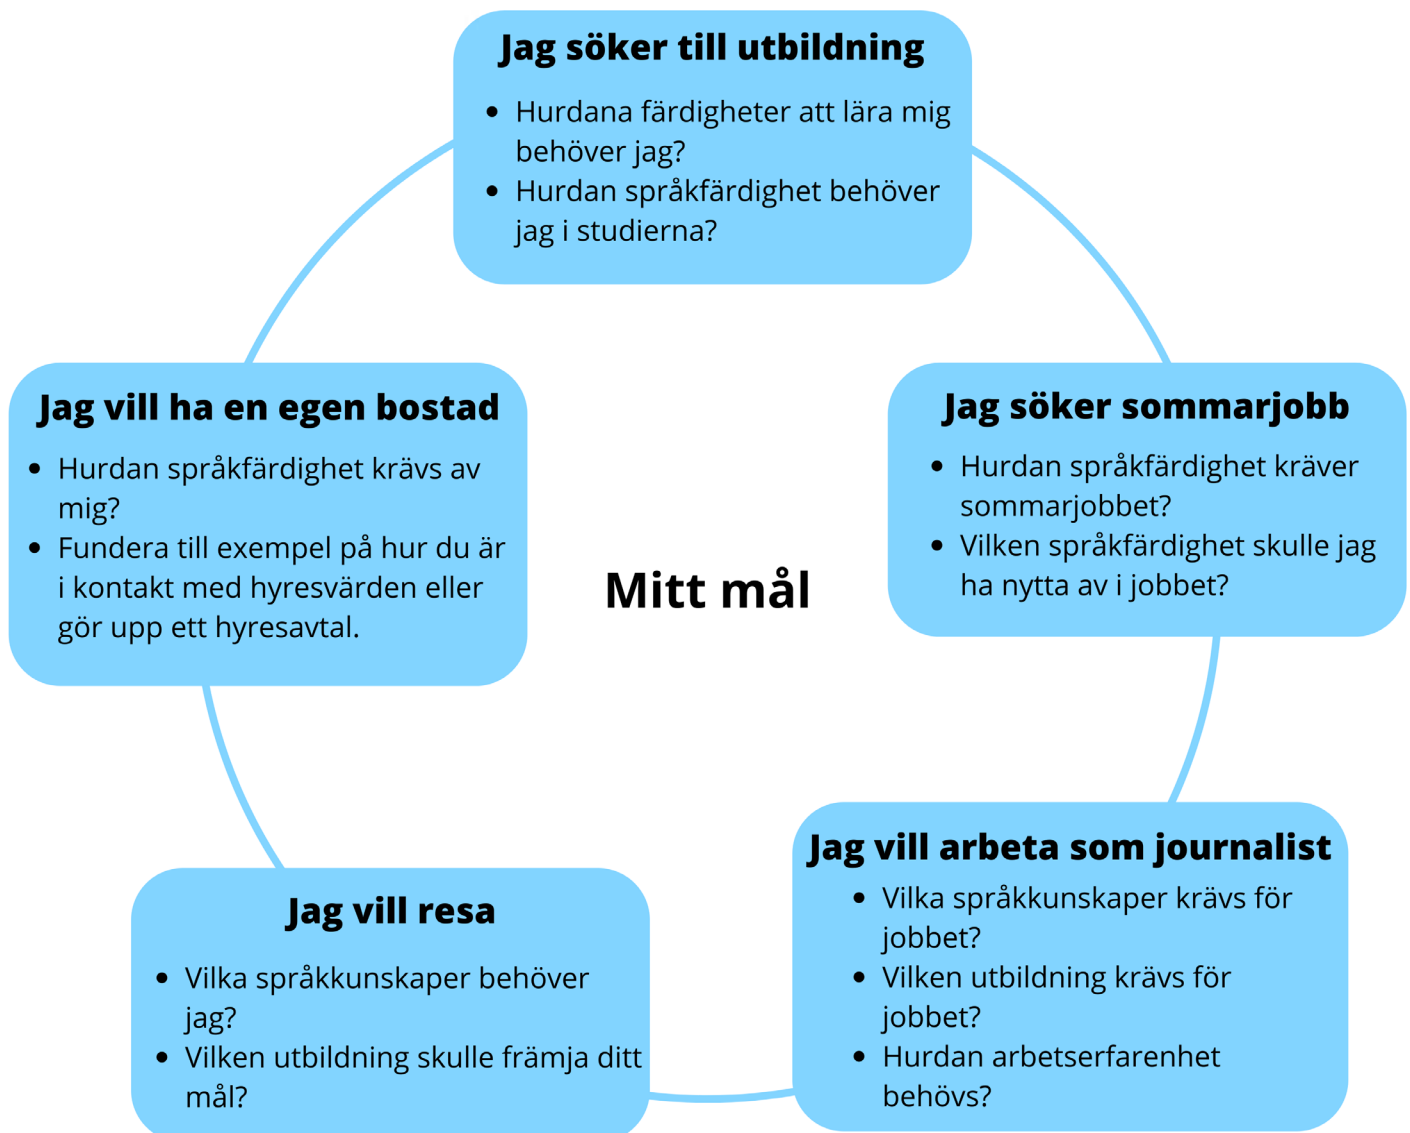 Jag söker till utbildning
• Hurdana färdigheter att lära mig
behöver jag?
• Hurdan språkfärdighet behöver
jag i studierna?
Jag vill ha en egen bostad
• Hurdan språkfärdighet krävs av
mig?
• Fundera till exempel på hur du är
i kontakt med hyresvärden eller
gör upp ett hyresavtal.
Jag söker sommarjobb
• Hurdan språkfärdighet kräver
sommarjobbet?
• Vilken språkfärdighet skulle jag
ha nytta av i jobbet?
Mitt mål
Jag vill resa
• Vilka språkkunskaper behöver
jag?
• Vilken utbildning skulle främja ditt
mål?
Jag vill arbeta som journalist
• Vilka språkkunskaper krävs för
jobbet?
• Vilken utbildning krävs för
jobbet?
• Hurdan arbetserfarenhet
behövs?